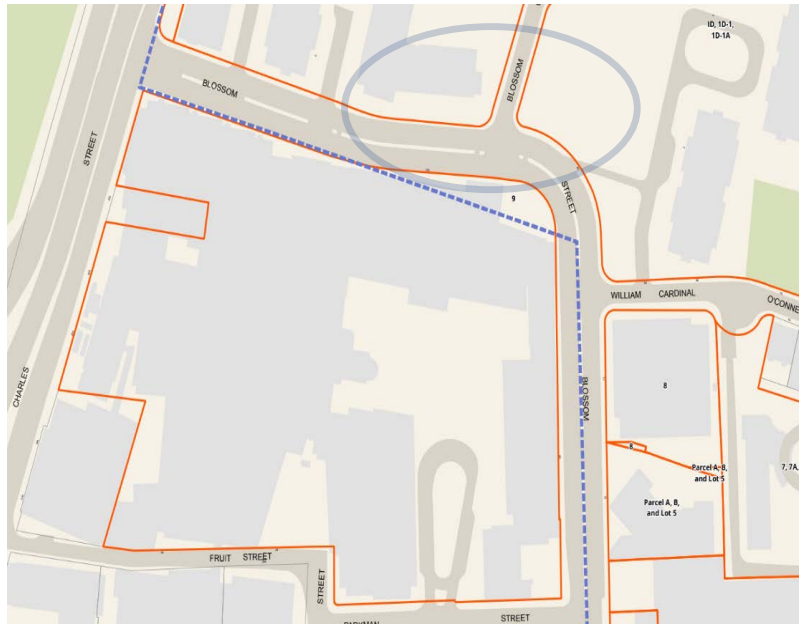 ID, 1D-1,
1D-1A
BLOSSOM
BLOSSOM
STREET
9
STREET
WILLIAM CARDINAL
O'CONNE
CHARLES
BLOSSOM
8
8
Parcel A, B,
and Lot 5
7, 7A,
Parcel A, B,
and Lot 5
FRUIT STREET
STREET
PARKMAN STREET